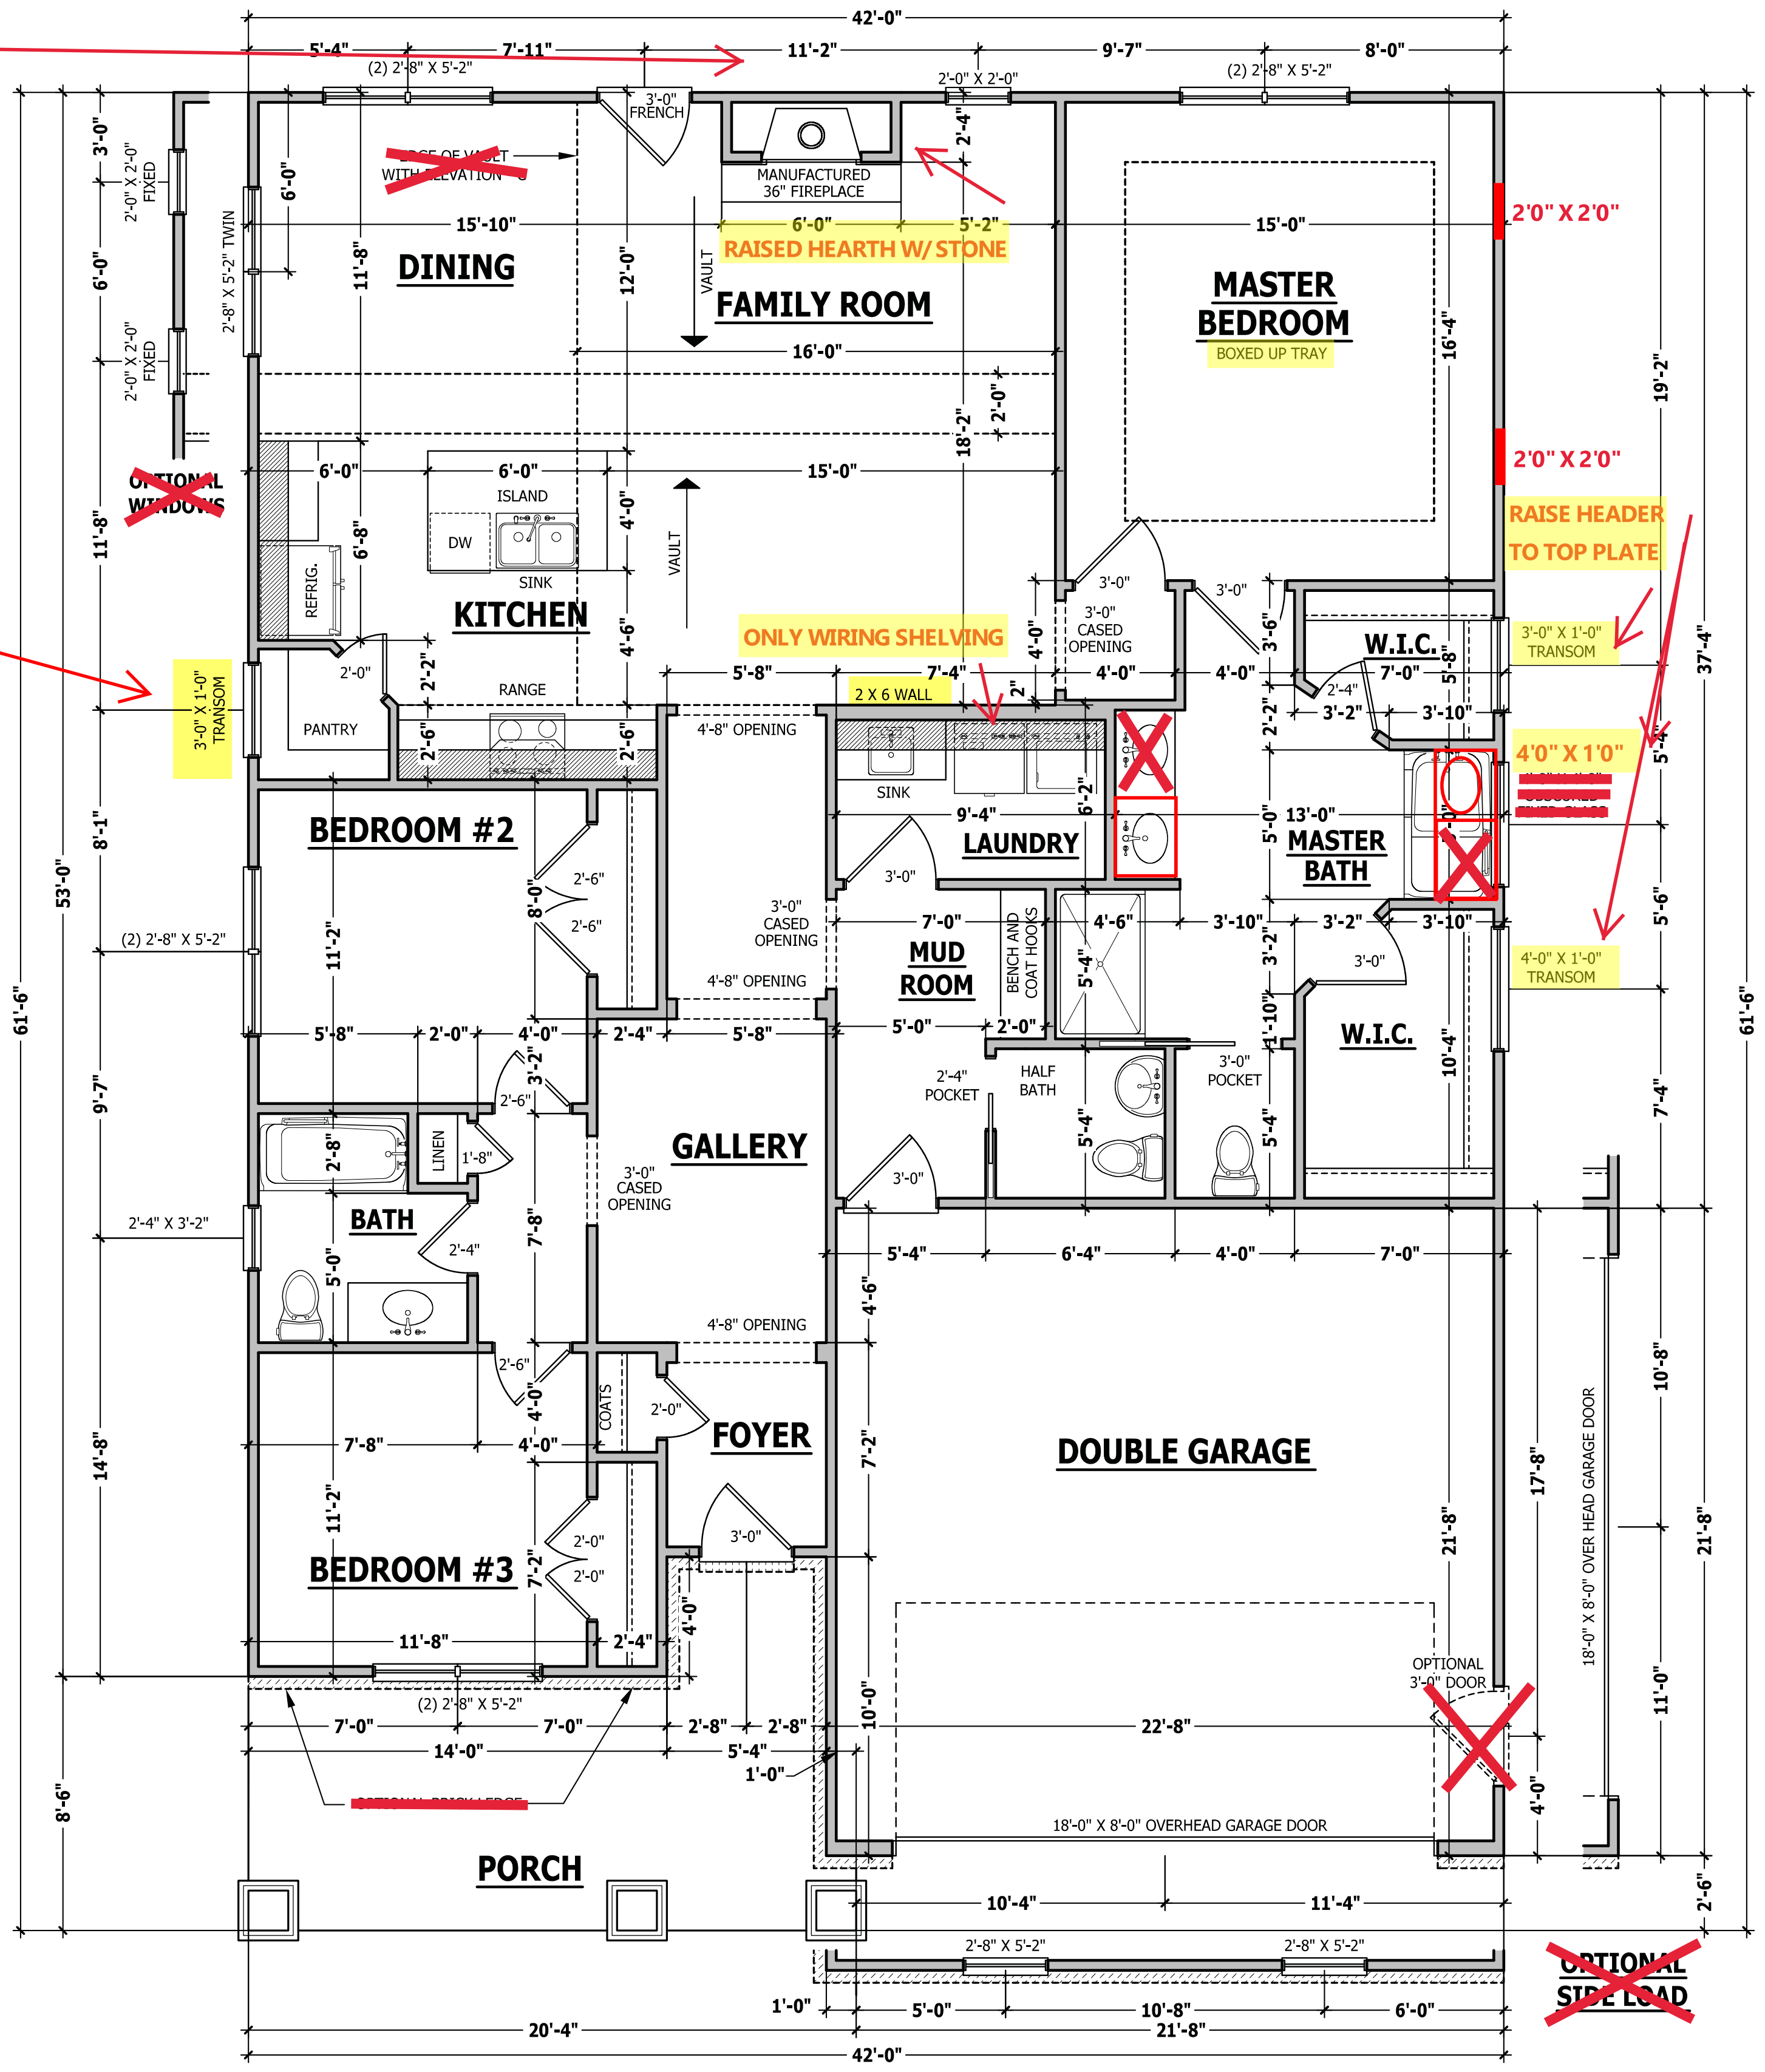 42'-0"
5'-4"
7'-11"
11'-2"
9'-7"
8'-0"
(2) 2'-8" X 5'-2"
2'-0" X 2'-0"
(2) 2'-8" X 5'-2"
3'-0"
FRENCH
2'-4"
3'-0"
2'-0" X 2'-0"
FIXED
6'-0"
WITH ELEVATION "C"
MANUFACTURED
36" FIREPLACE
2'0" X 2'0"
15'-10"
6'-0"
5'-2"
15'-0"
RAISED HEARTH W/ STONE
2'-8" X 5'-2" TWIN
6'-0"
11'-8"
12'-0"
VAULT
DINING
FAMILY ROOM
MASTER
BEDROOM
BOXED UP TRAY
16'-4"
19'-2"
2'-0" X 2'-0"
FIXED
16'-0"
2'-0"
18'-2"
OPTIONAL
WINDOWS
6'-0"
6'-0"
15'-0"
2'0" X 2'0"
ISLAND
DW
SINK
4'-0"
6'-8"
11'-8"
REFRIG.
VAULT
RAISE HEADER
TO TOP PLATE
KITCHEN
4'-6"
ONLY WIRING SHELVING
3'-0"
3'-0"
3'-0"
CASED
OPENING
4'-0"
3'-6"
W.I.C.
5'-8"
3'-0" X 1'-0"
TRANSOM
37'-4"
3'-0" X 1'-0"
TRANSOM
2'-0"
2'-2"
RANGE
5'-8"
7'-4"
4'-0"
4'-0"
7'-0"
2'-4"
2 X 6 WALL
2"
3'-2"
3'-10"
2'-2"
PANTRY
2'-6"
2'-6"
4'-8" OPENING
SINK
6'-2"
4'0" X 1'0"
5'-4"
9'-4"
13'-0"
5'-0"
8'-1"
BEDROOM #2
LAUNDRY
MASTER
BATH
53'-0"
2'-6"
2'-6"
8'-0"
11'-2"
3'-0"
3'-0"
CASED
OPENING
7'-0"
BENCH AND
COAT HOOKS
4'-6"
3'-10"
3'-2"
3'-10"
5'-6"
(2) 2'-8" X 5'-2"
MUD
ROOM
5'-4"
3'-2"
3'-0"
4'-0" X 1'-0"
TRANSOM
4'-8" OPENING
61'-6"
61'-6"
5'-8"
2'-0"
4'-0"
2'-4"
5'-8"
5'-0"
2'-0"
1'-10"
W.I.C.
10'-4"
3'-2"
2'-6"
9'-7"
2'-4"
POCKET
HALF
BATH
3'-0"
POCKET
7'-4"
2'-8"
LINEN
1'-8"
GALLERY
5'-4"
5'-4"
3'-0"
CASED
OPENING
3'-0"
2'-4" X 3'-2"
BATH
2'-4"
7'-8"
5'-0"
5'-4"
6'-4"
4'-0"
7'-0"
4'-6"
4'-8" OPENING
2'-6"
4'-0"
COATS
2'-0"
FOYER
10'-8"
7'-8"
4'-0"
7'-2"
DOUBLE GARAGE
14'-8"
17'-8"
18'-0" X 8'-0" OVER HEAD GARAGE DOOR
11'-2"
3'-0"
2'-0"
2'-0"
7'-2"
BEDROOM #3
21'-8"
21'-8"
4'-0"
11'-8"
2'-4"
OPTIONAL
3'-0" DOOR
(2) 2'-8" X 5'-2"
10'-0"
11'-0"
7'-0"
7'-0"
2'-8"
2'-8"
22'-8"
14'-0"
5'-4"
1'-0"
8'-6"
4'-0"
18'-0" X 8'-0" OVERHEAD GARAGE DOOR
PORCH
10'-4"
11'-4"
2'-6"
2'-8" X 5'-2"
2'-8" X 5'-2"
OPTIONAL
SIDE LOAD
1'-0"
5'-0"
10'-8"
6'-0"
20'-4"
21'-8"
42'-0"